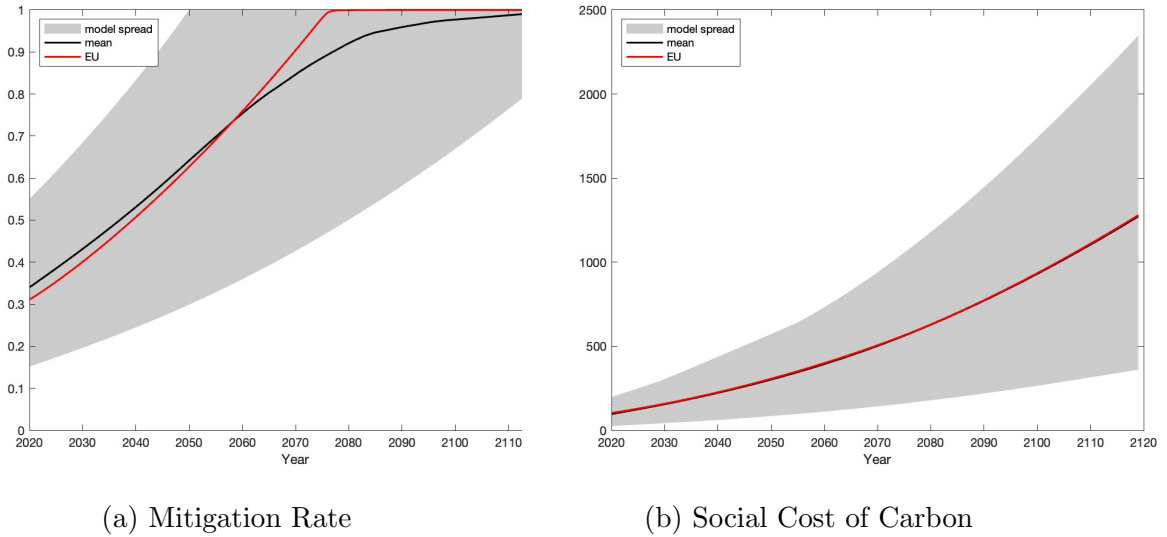 1
0.9
0.8
0.7
0.6
0.5
0.4
0.3
0.2
0.1
0
model spread
mean
EU
2020 2030 2040 2050 2060 2070 2080 2090 2100 2110
Year
2500
2000
1500
1000
500
0
model spread
mean
EU
2020 2030 2040 2050 2060 2070 2080 2090 2100 2110 2120
Year
(a) Mitigation Rate
(b) Social Cost of Carbon